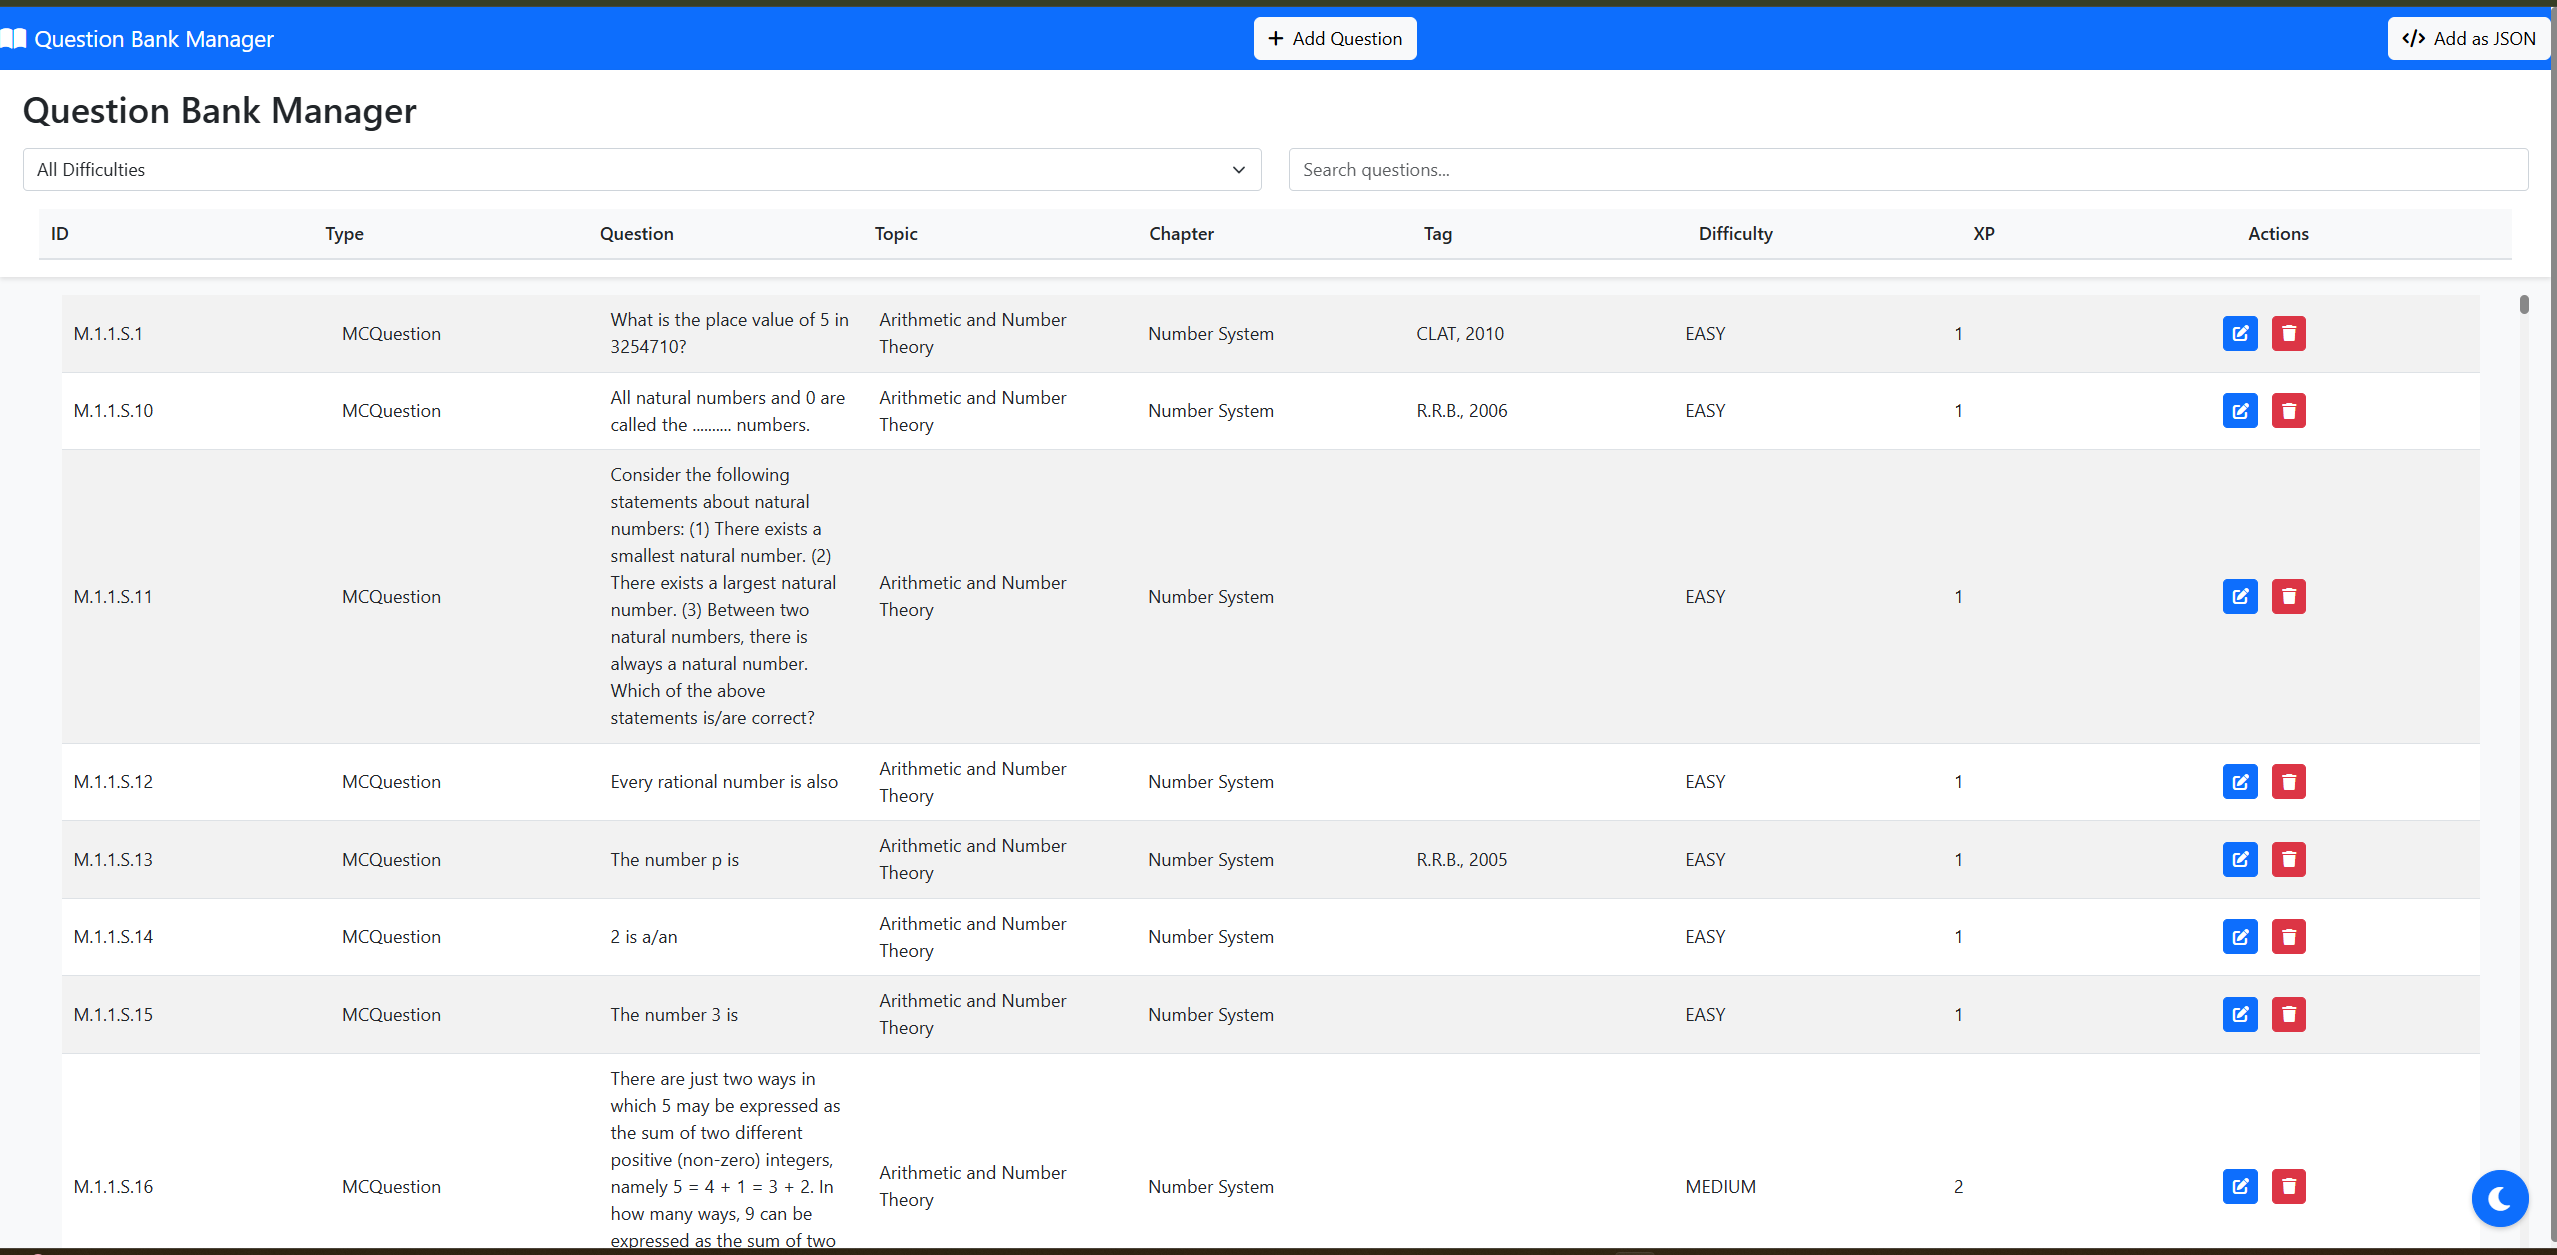 Question Bank Manager
Add Question
Add as JSON
Question Bank Manager
All Difficulties
Search questions...
ID Type Question Topic Chapter Tag Difficulty XP Actions
M.1.1.S.1 MCQuestion What is the place value of 5 in 3254710? Arithmetic and Number Theory Number System CLAT, 2010 EASY 1
M.1.1.S.10 MCQuestion All natural numbers and 0 are called the .......... numbers. Arithmetic and Number Theory Number System R.R.B., 2006 EASY 1
M.1.1.S.11 MCQuestion Consider the following statements about natural numbers: (1) There exists a smallest natural number. (2) There exists a largest natural number. (3) Between two natural numbers, there is always a natural number. Which of the above statements is/are correct? Arithmetic and Number Theory Number System EASY 1
M.1.1.S.12 MCQuestion Every rational number is also Arithmetic and Number Theory Number System EASY 1
M.1.1.S.13 MCQuestion The number p is Arithmetic and Number Theory Number System R.R.B., 2005 EASY 1
M.1.1.S.14 MCQuestion 2 is a/an Arithmetic and Number Theory Number System EASY 1
M.1.1.S.15 MCQuestion The number 3 is Arithmetic and Number Theory Number System EASY 1
M.1.1.S.16 MCQuestion There are just two ways in which 5 may be expressed as the sum of two different positive (non-zero) integers, namely 5 = 4 + 1 = 3 + 2. In how many ways, 9 can be expressed as the sum of two Arithmetic and Number Theory Number System MEDIUM 2